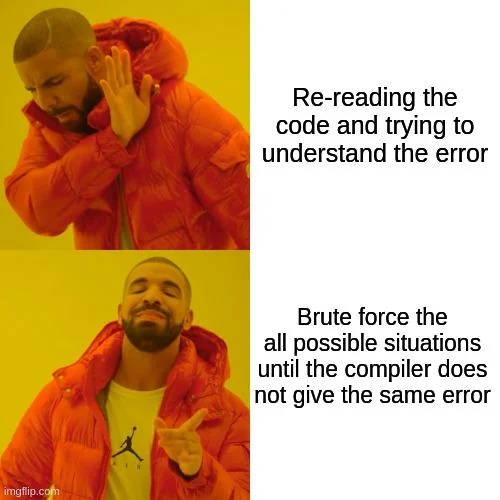 Re-reading the
code and trying to
understand the error
Brute force the
all possible situations
until the compiler does
not give the same error
imgflip.com